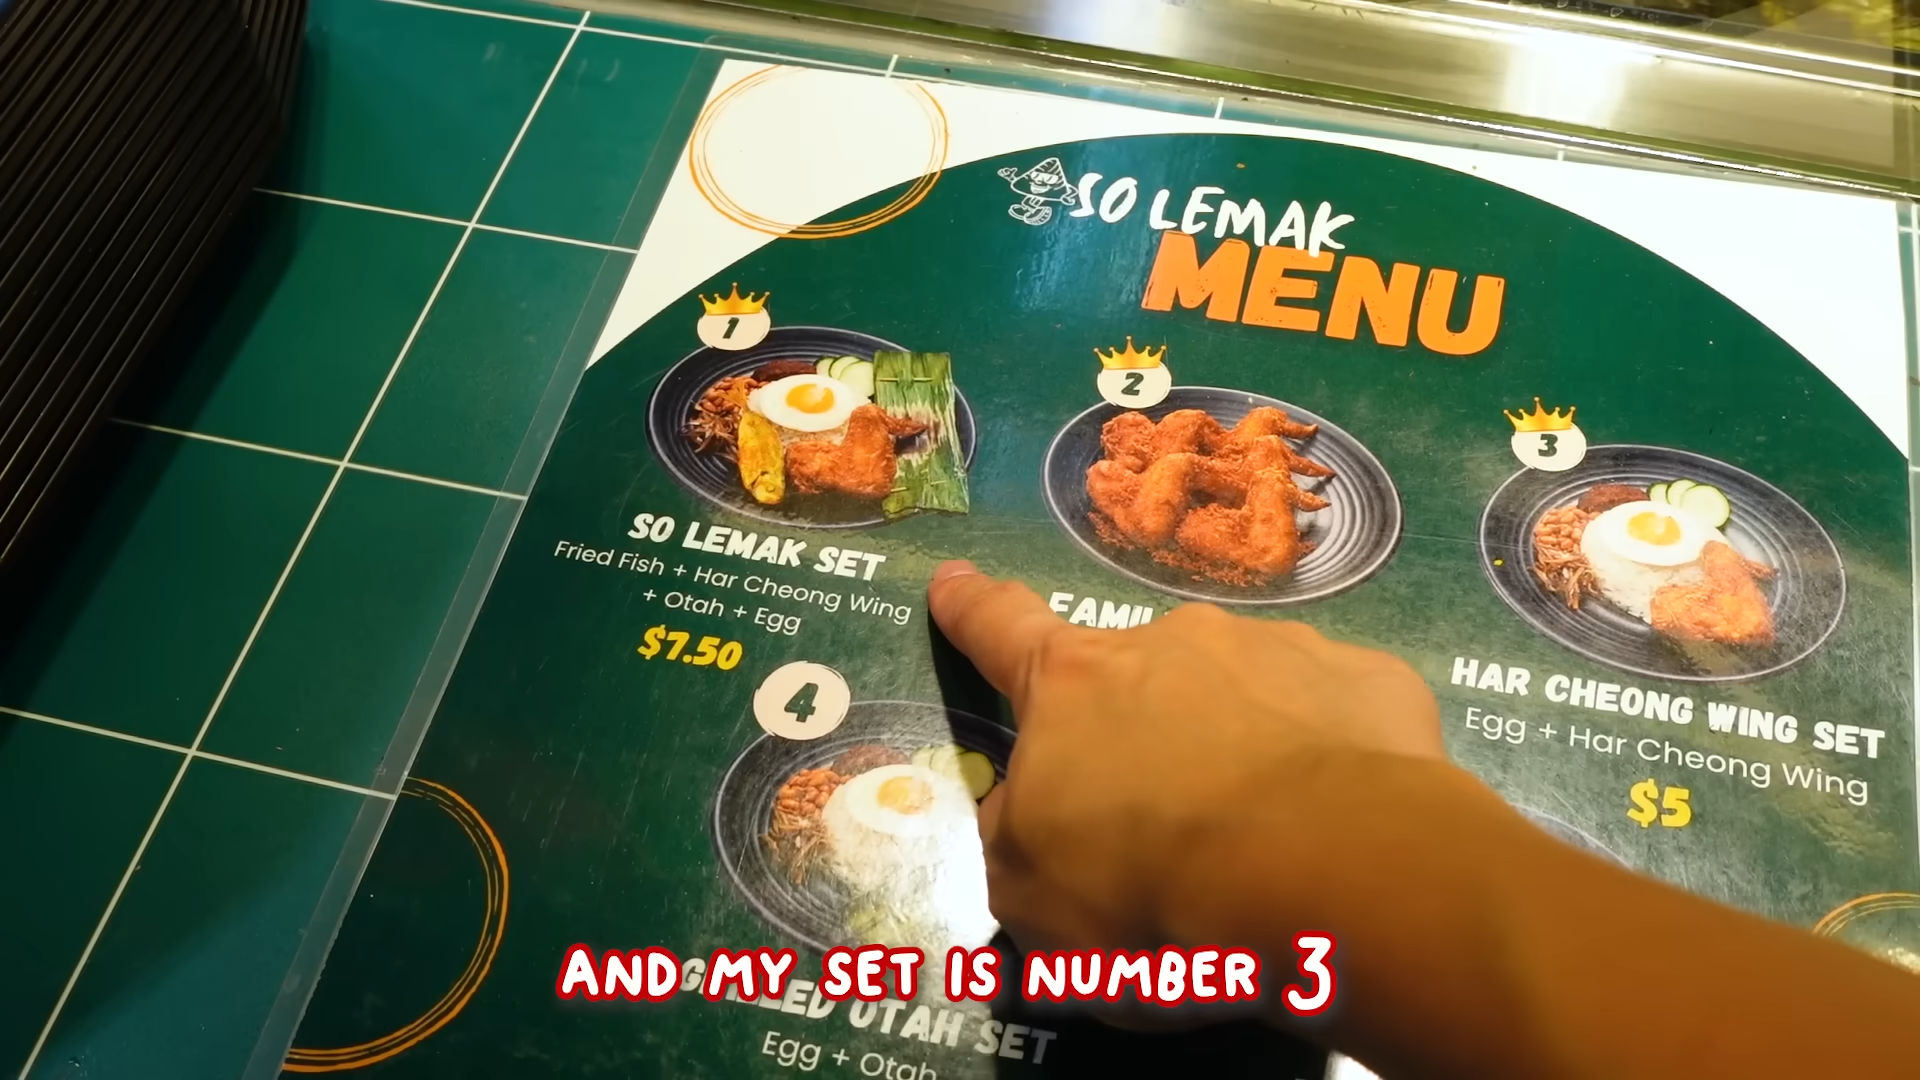 SO LEMAK
MENU
1
2
3
SO LEMAK SET
Fried Fish + Har Cheong Wing
+ Otah + Egg
$7.50
HAR CHEONG WING SET
Egg + Har Cheong Wing
$5
4
OTAH SET
Egg + Otah
AND MY SET IS NUMBER 3